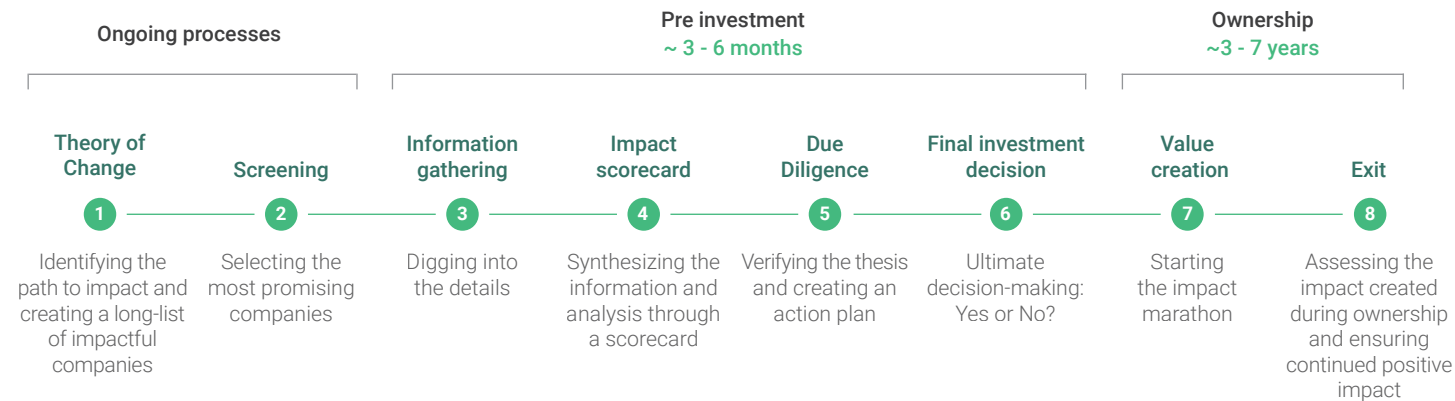 Ongoing processes
Pre investment
~ 3 - 6 months
Ownership
~3 - 7 years
Theory of
Change
1
Identifying the
path to impact and
creating a long-list
of impactful
companies
Screening
2
Selecting the
most promising
companies
Information
gathering
3
Digging into
the details
Impact
scorecard
4
Synthesizing the
information and
analysis through
a scorecard
Due
Diligence
5
Verifying the thesis
and creating an
action plan
Final investment
decision
6
Ultimate
decision-making:
Yes or No?
Value
creation
7
Starting
the impact
marathon
Exit
8
Assessing the
impact created
during ownership
and ensuring
continued positive
impact